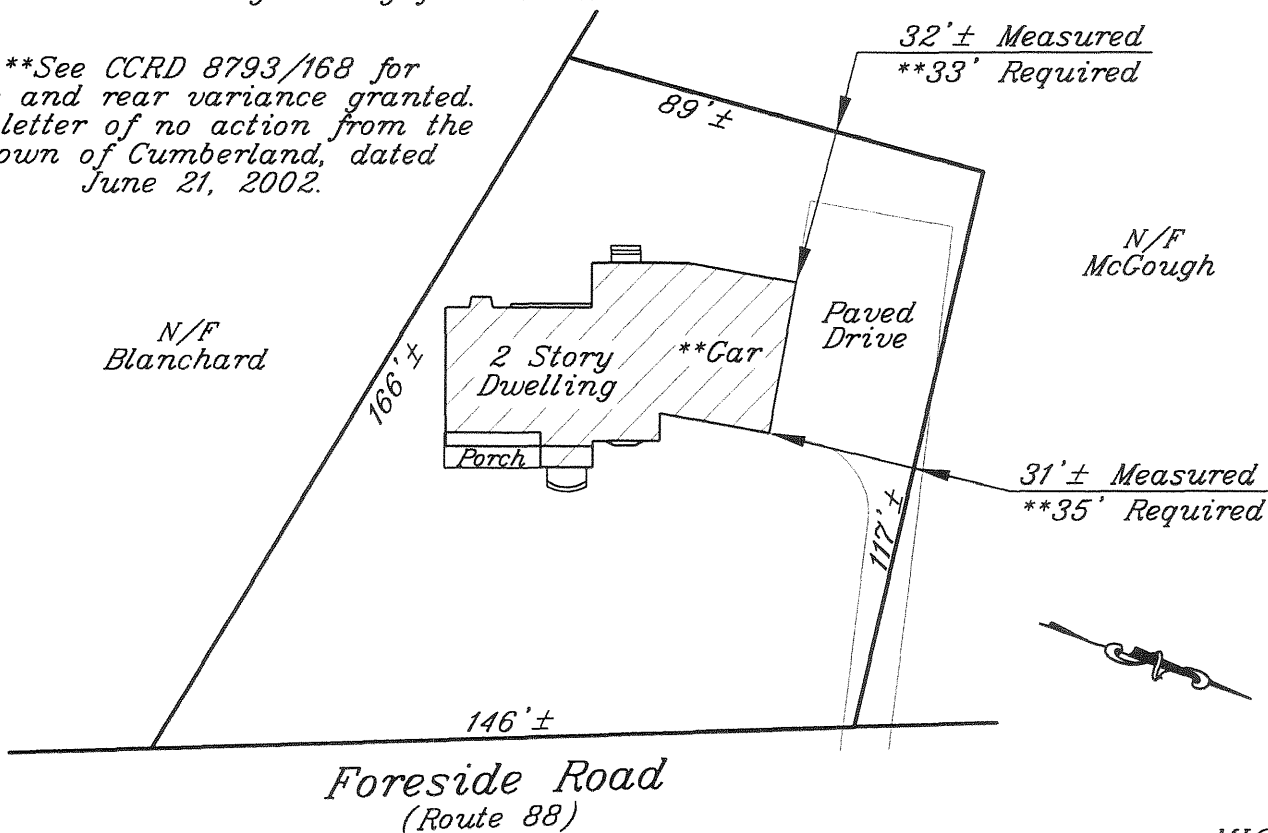 **See CCRD 8793/168 for
and rear variance granted.
letter of no action from the
of Cumberland, dated
June 21, 2002.
32'± Measured
**33' Required
89'±
N/F
McGough
N/F
Blanchard
166'±
2 Story
Dwelling
**Gar
Paved
Drive
Porch
31'± Measured
**35' Required
117'±
146'±
Foreside Road
(Route 88)